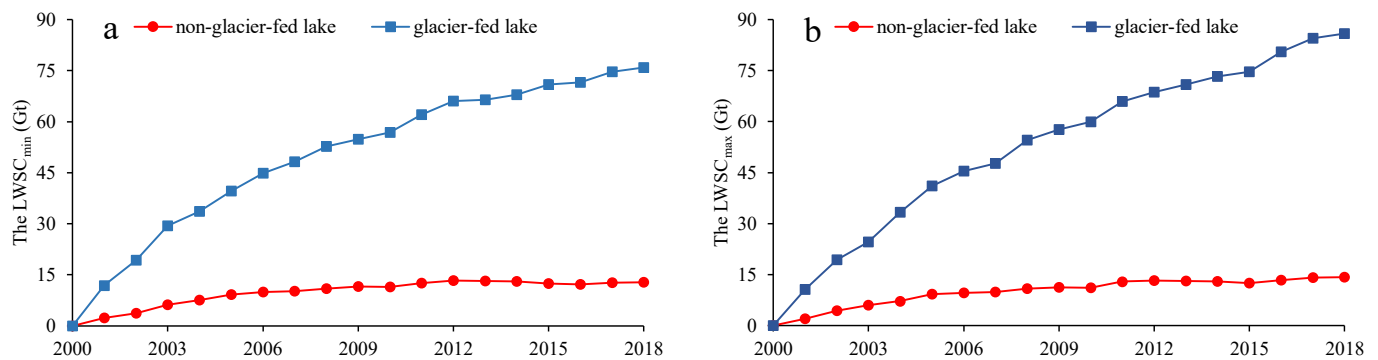 a
non-glacier-fed lake
glacier-fed lake
The LWSCmin (Gt)
90
75
60
45
30
15
0
2000 2003 2006 2009 2012 2015 2018
b
non-glacier-fed lake
glacier-fed lake
The LWSCmax (Gt)
90
75
60
45
30
15
0
2000 2003 2006 2009 2012 2015 2018